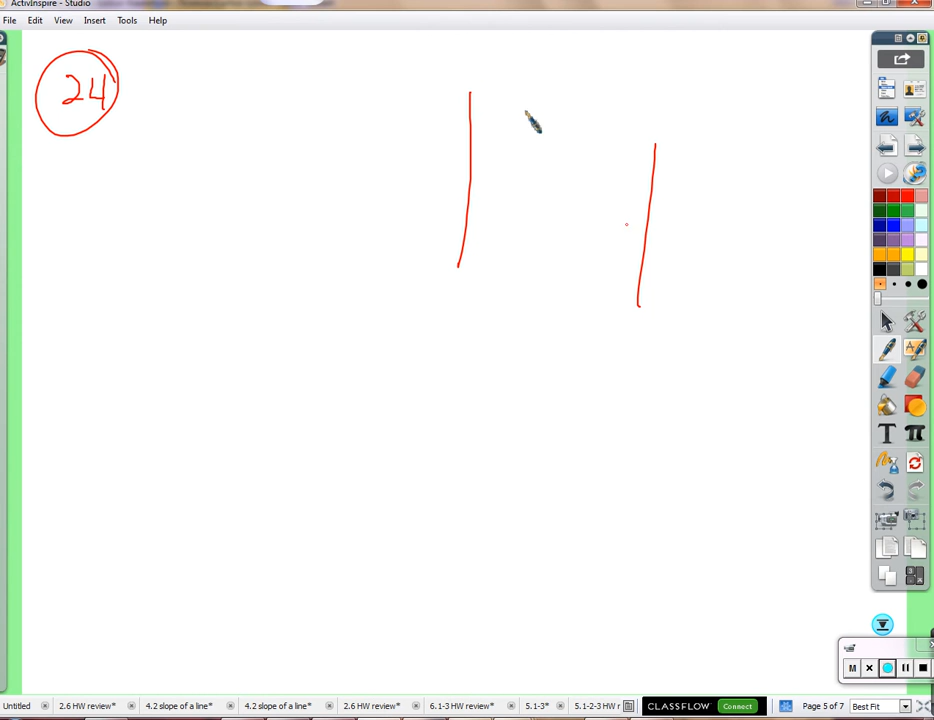 ActivInspire - Studio
File Edit View Insert Tools Help
24
T π
Untitled 2.6 HW review* 4.2 slope of a line* 4.2 slope of a line* 2.6 HW review* 6.1-3 HW review* 5.1-3* 5.1-2-3 HW r CLASSFLOW Connect Page 5 of 7 Best Fit
M